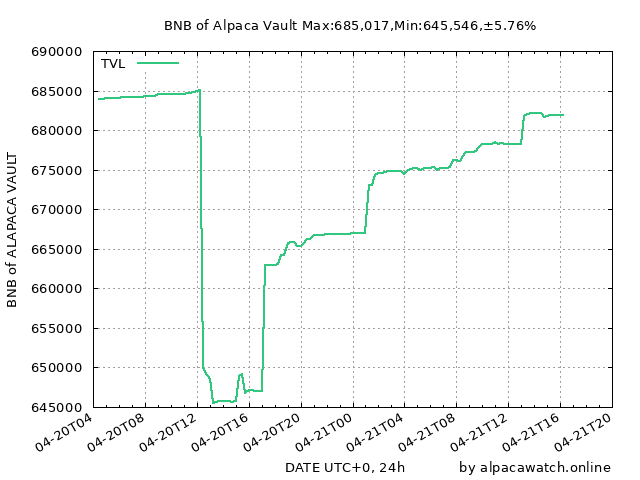 BNB of Alpaca Vault Max:685,017,Min:645,546,±5.76%
TVL
BNB of ALAPACA VAULT
690000
685000
680000
675000
670000
665000
660000
655000
650000
645000
04-20T04
04-20T08
04-20T12
04-20T16
04-20T20
04-21T00
04-21T04
04-21T08
04-21T12
04-21T16
04-21T20
DATE UTC+0, 24h
by alpacawatch.online